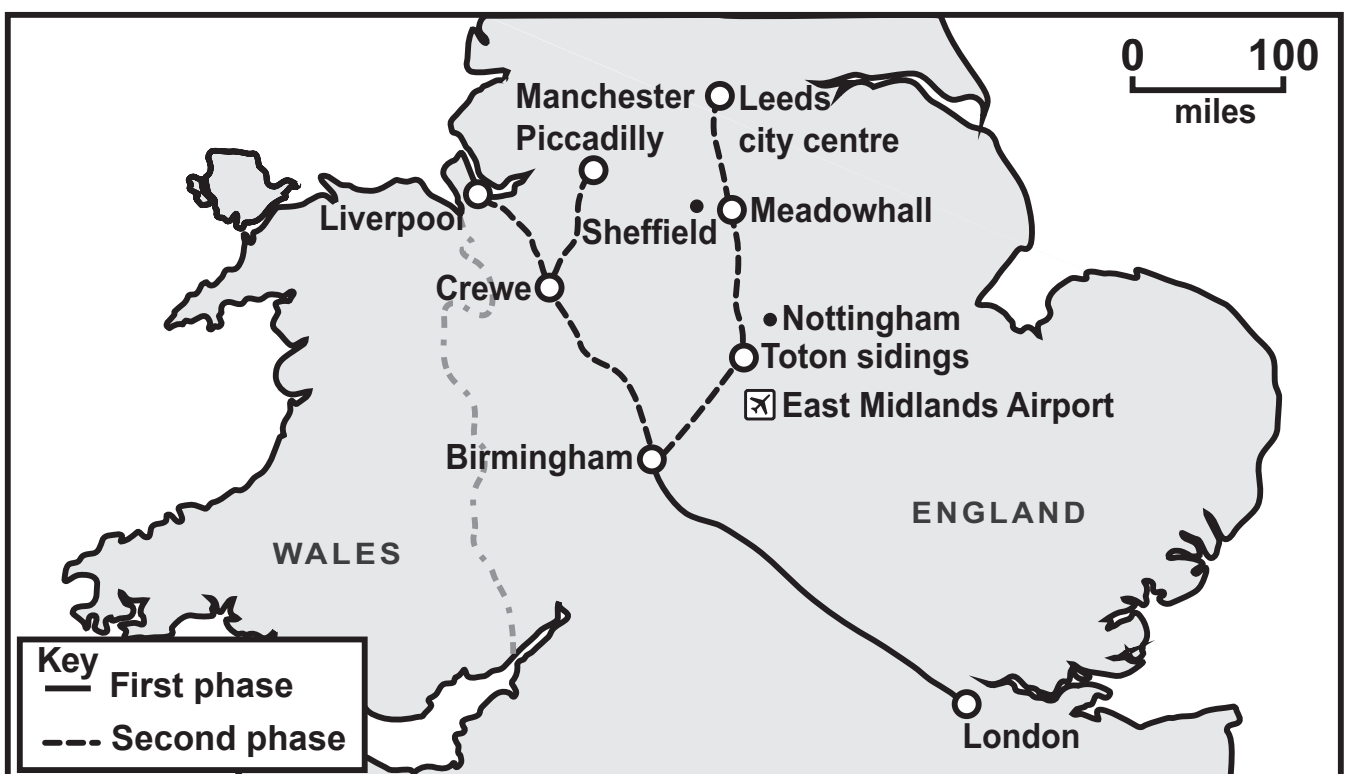 0 100
miles
Manchester
Piccadilly
Leeds
city centre
Liverpool
Sheffield
Meadowhall
Crewe
Nottingham
Toton sidings
East Midlands Airport
Birmingham
ENGLAND
WALES
London
Key
First phase
Second phase